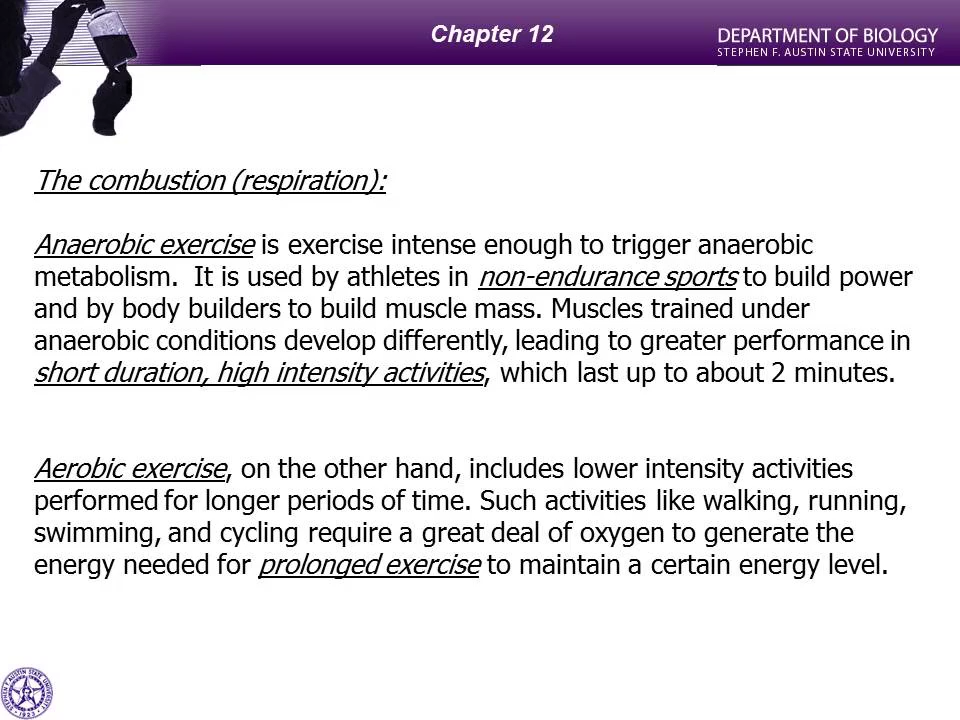 Chapter 12
DEPARTMENT OF BIOLOGY
STEPHEN F. AUSTIN STATE UNIVERSITY
The combustion (respiration):
Anaerobic exercise is exercise intense enough to trigger anaerobic
metabolism.  It is used by athletes in non-endurance sports to build power
and by body builders to build muscle mass. Muscles trained under
anaerobic conditions develop differently, leading to greater performance in
short duration, high intensity activities, which last up to about 2 minutes.
Aerobic exercise, on the other hand, includes lower intensity activities
performed for longer periods of time. Such activities like walking, running,
swimming, and cycling require a great deal of oxygen to generate the
energy needed for prolonged exercise to maintain a certain energy level.
STEPHEN F. AUSTIN STATE UNIVERSITY
1923